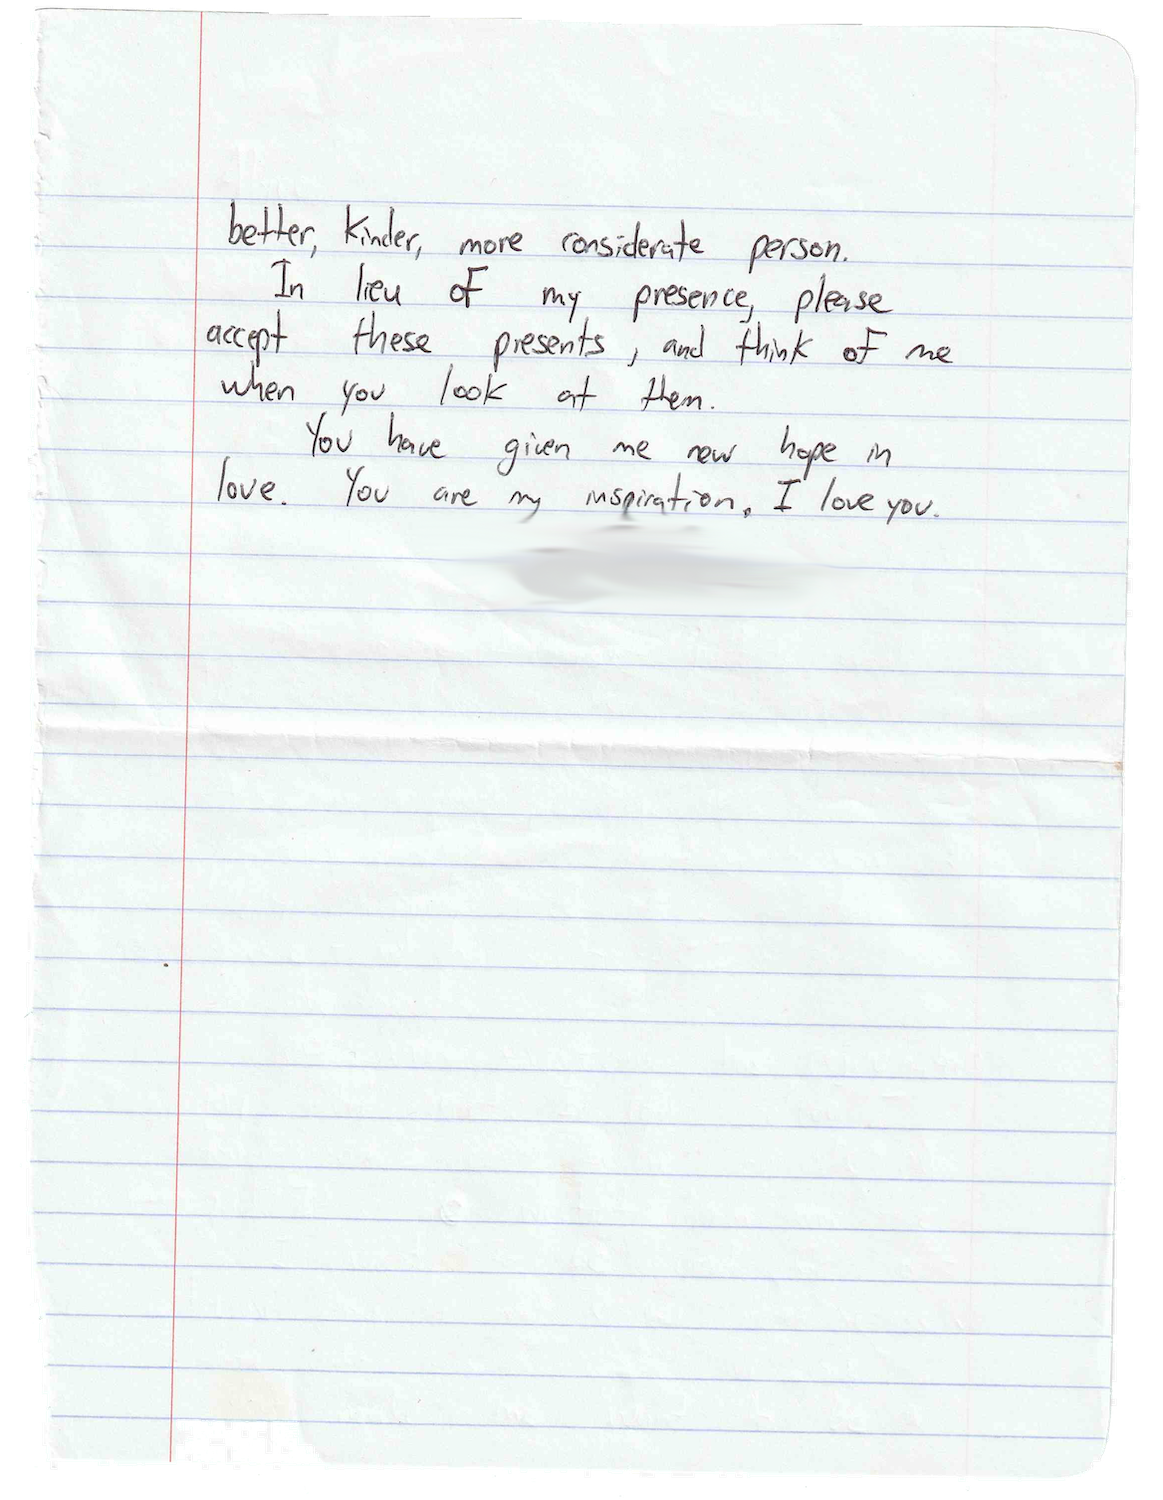 better, kinder, more considerate person.
In lieu of my presence, please
accept these presents, and think of me
when you look at them.
You have given me new hope in
love. You are my inspiration. I love you.